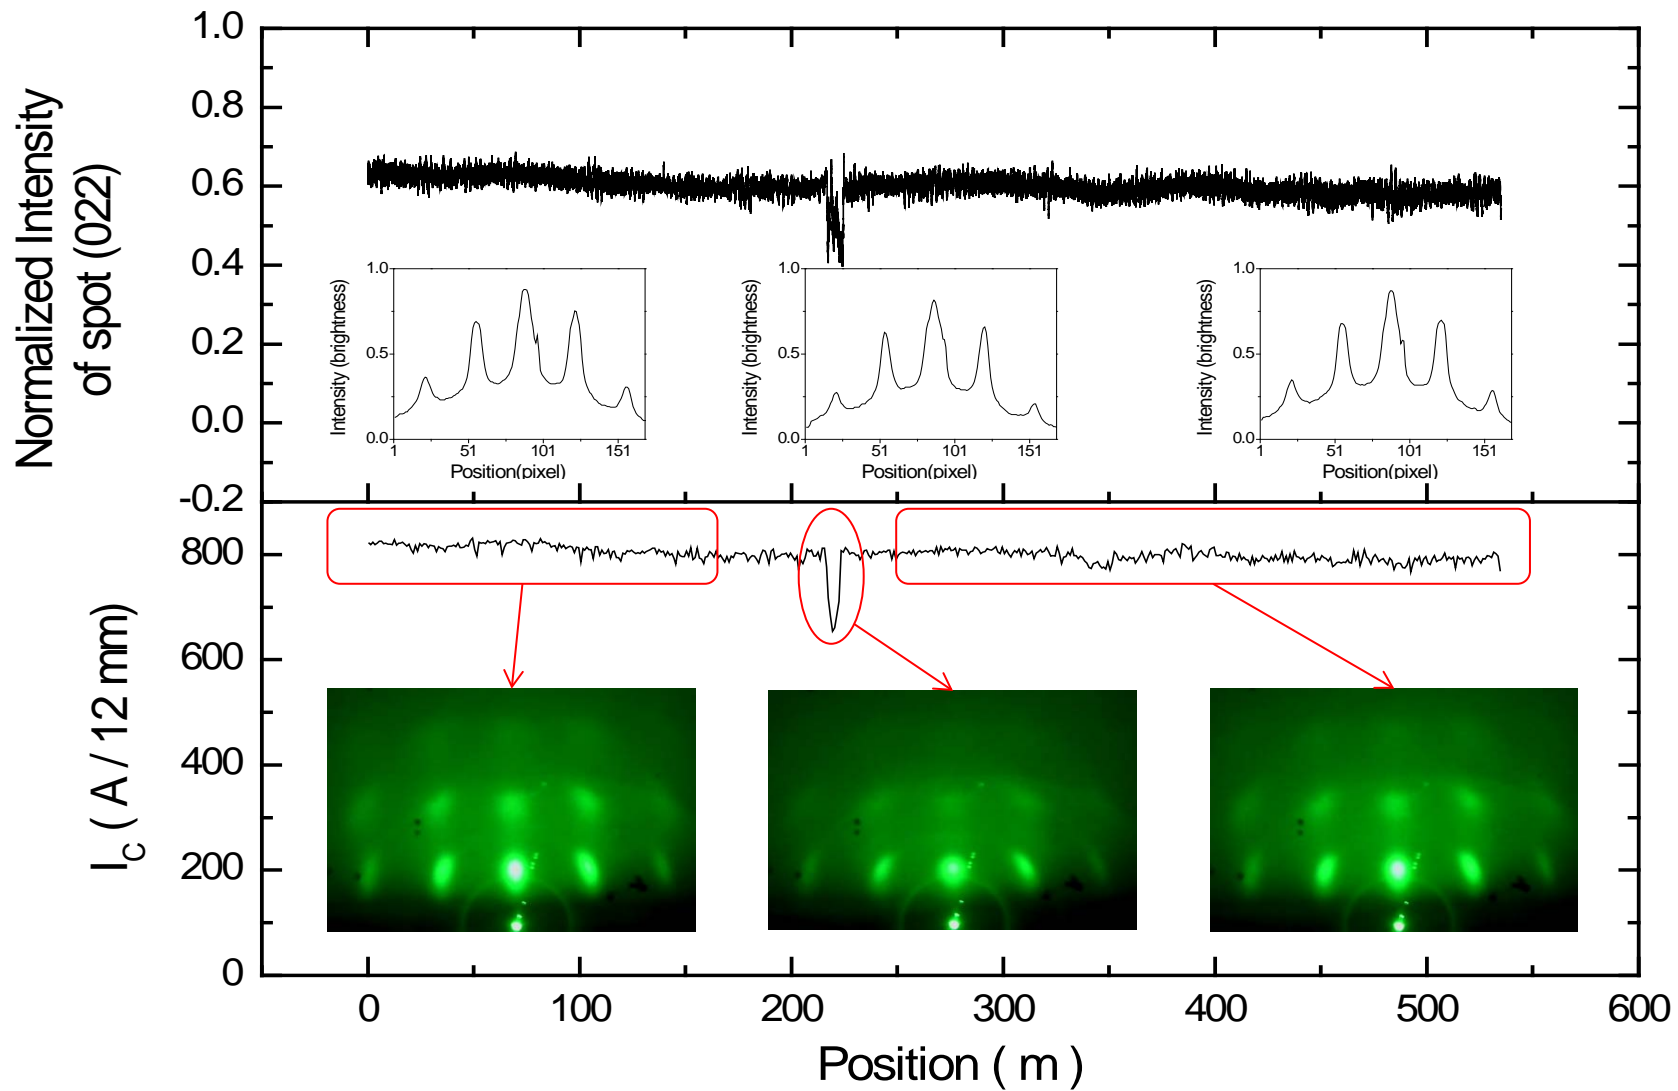 1.0
0.8
0.6
0.4
0.2
0.0
-0.2
Normalized Intensity
of spot (022)
1.0
0.5
0.0
Intensity (brightness)
1 51 101 151
Position(pixel)
1.0
0.5
0.0
Intensity (brightness)
1 51 101 151
Position(pixel)
1.0
0.5
0.0
Intensity (brightness)
1 51 101 151
Position(pixel)
800
600
400
200
0
I_C ( A / 12 mm)
0 100 200 300 400 500 600
Position ( m )